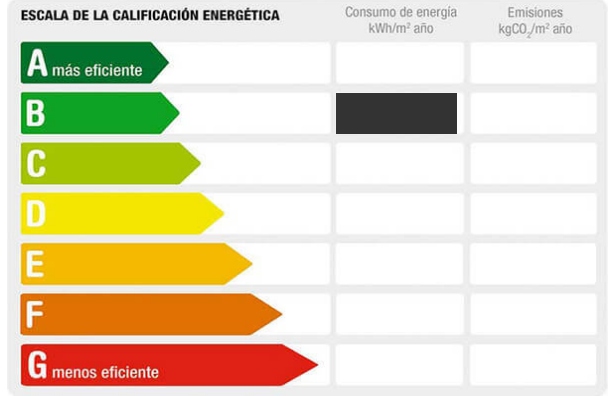 ESCALA DE LA CALIFICACIÓN ENERGÉTICA
Consumo de energía
kWh/m² año
Emisiones
kgCO₂/m² año
A más eficiente
B
C
D
E
F
G menos eficiente